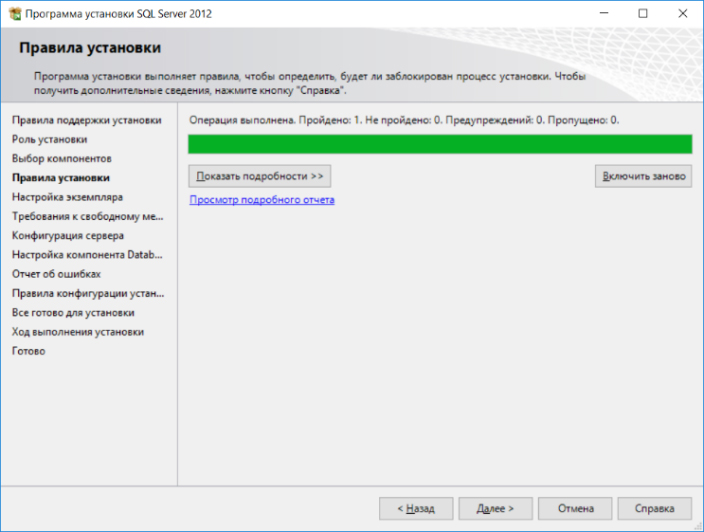 Программа установки SQL Server 2012
Правила установки
Программа установки выполняет правила, чтобы определить, будет ли заблокирован процесс установки. Чтобы
получить дополнительные сведения, нажмите кнопку "Справка".
Правила поддержки установки
Роль установки
Выбор компонентов
Правила установки
Настройка экземпляра
Требования к свободному ме...
Конфигурация сервера
Настройка компонента Datab...
Отчет об ошибках
Правила конфигурации устан...
Все готово для установки
Ход выполнения установки
Готово
Операция выполнена. Пройдено: 1. Не пройдено: 0. Предупреждений: 0. Пропущено: 0.
Показать подробности >>
Включить заново
Просмотр подробного отчета
< Назад
Далее >
Отмена
Справка